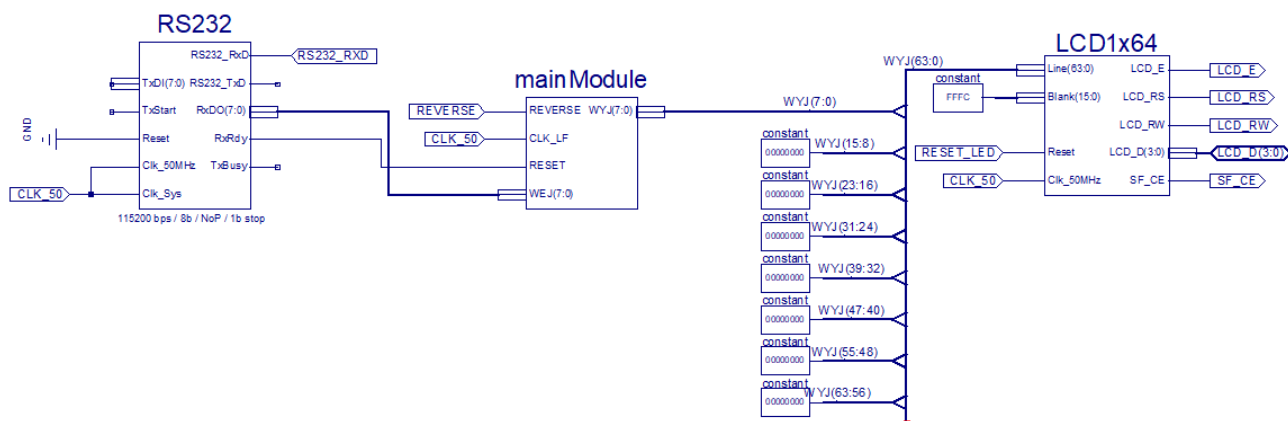 RS232
RS232_RxD
RS232_RXD
TxDI(7:0)
RS232_TxD
TxStart
RxDO(7:0)
GND
Reset
RxRdy
Clk_50MHz
TxBusy
CLK_50
Clk_Sys
115200 bps / 8b / NoP / 1b stop
mainModule
REVERSE
REVERSE
WYJ(7:0)
CLK_50
CLK_LF
RESET
WEJ(7:0)
WYJ(7:0)
constant
00000000
WYJ(15:8)
constant
00000000
WYJ(23:16)
constant
00000000
WYJ(31:24)
constant
00000000
WYJ(39:32)
constant
00000000
WYJ(47:40)
constant
00000000
WYJ(55:48)
constant
00000000
WYJ(63:56)
WYJ(63:0)
constant
FFFC
LCD1x64
Line(63:0)
LCD_E
LCD_E
Blank(15:0)
LCD_RS
LCD_RS
LCD_RW
LCD_RW
RESET_LED
Reset
LCD_D(3:0)
LCD_D(3:0)
CLK_50
Clk_50MHz
SF_CE
SF_CE